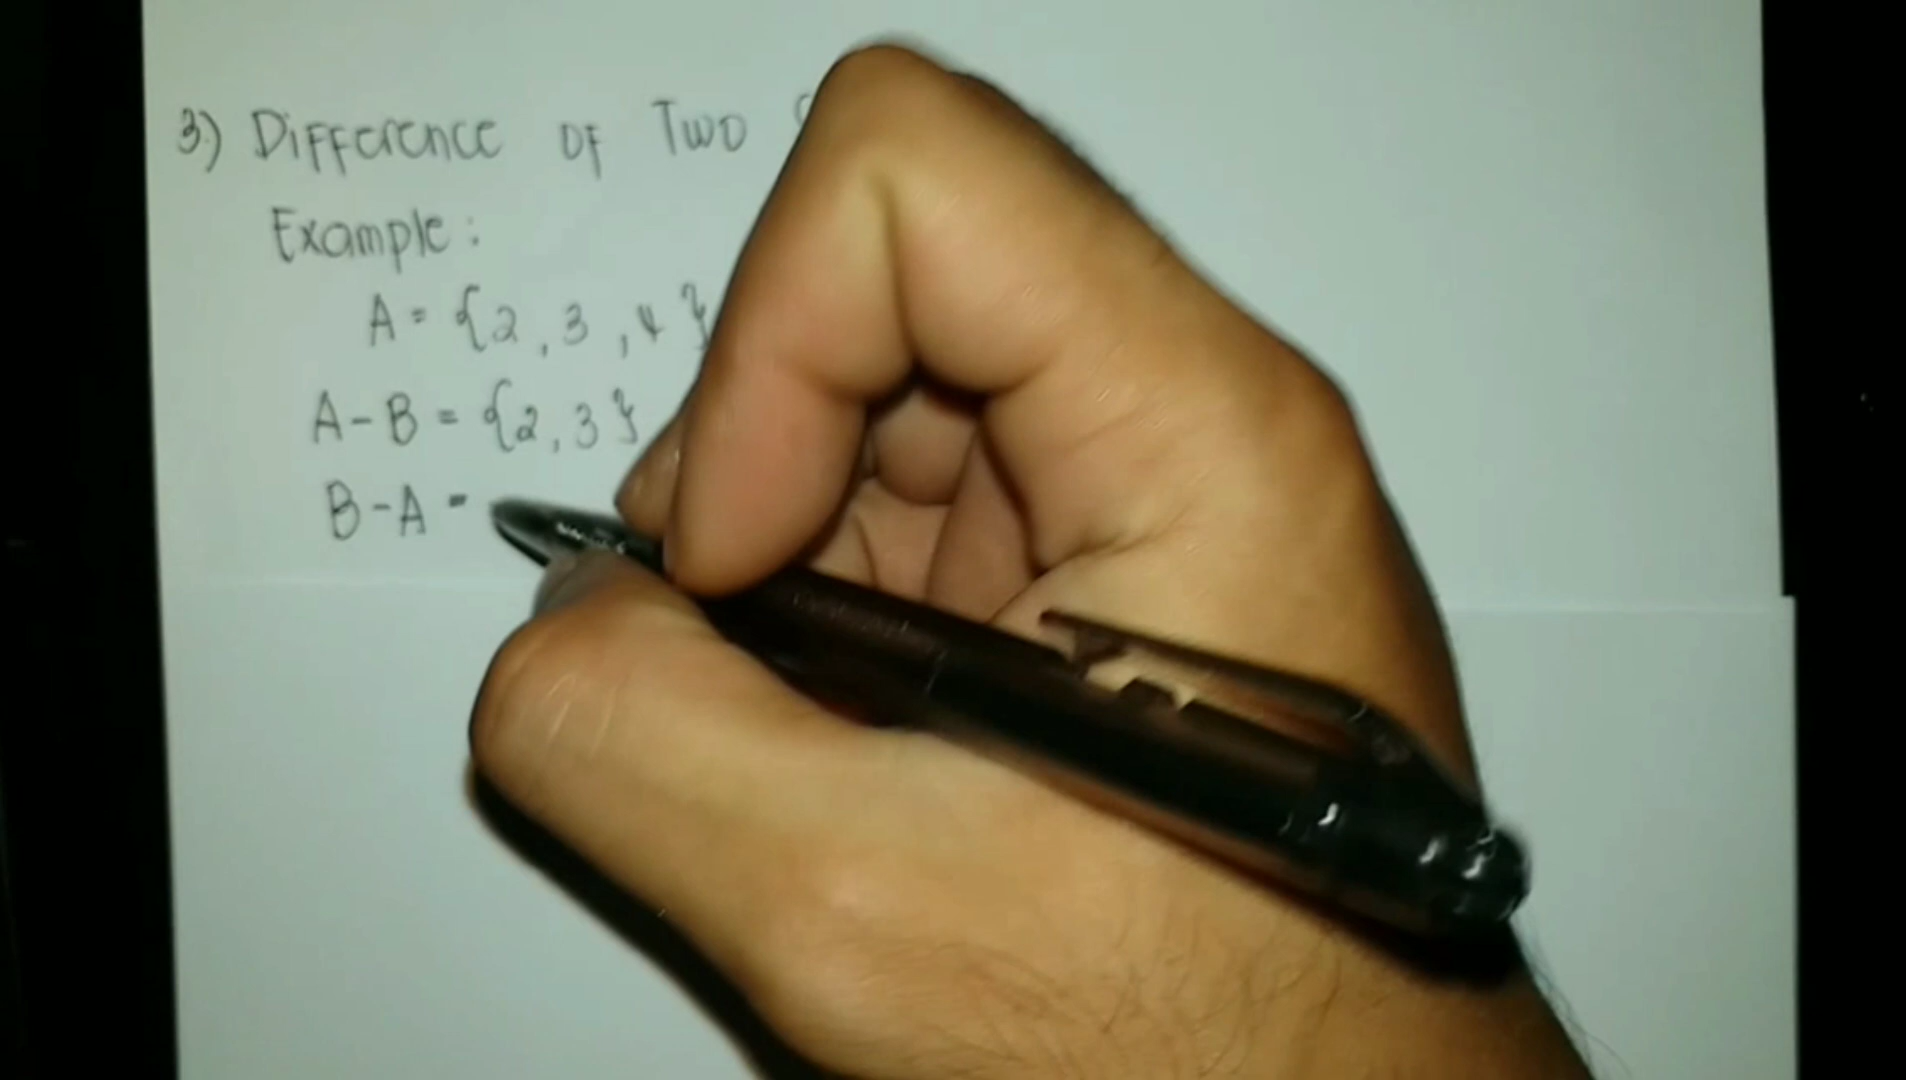 3.) Difference of Two
Example:
A = {2, 3, 4}
A - B = {2, 3}
B - A =